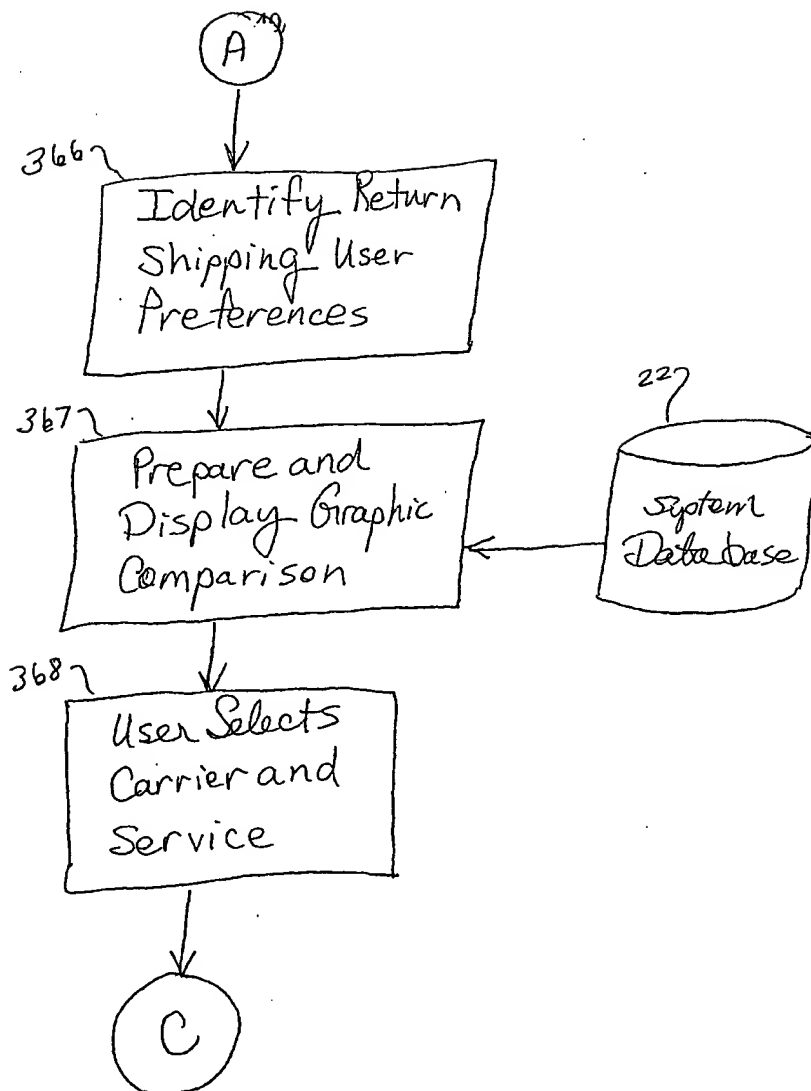 A
366
Identify Return
Shipping User
Preferences
367
Prepare and
Display Graphic
Comparison
22
System
Database
368
User Selects
Carrier and
Service
C